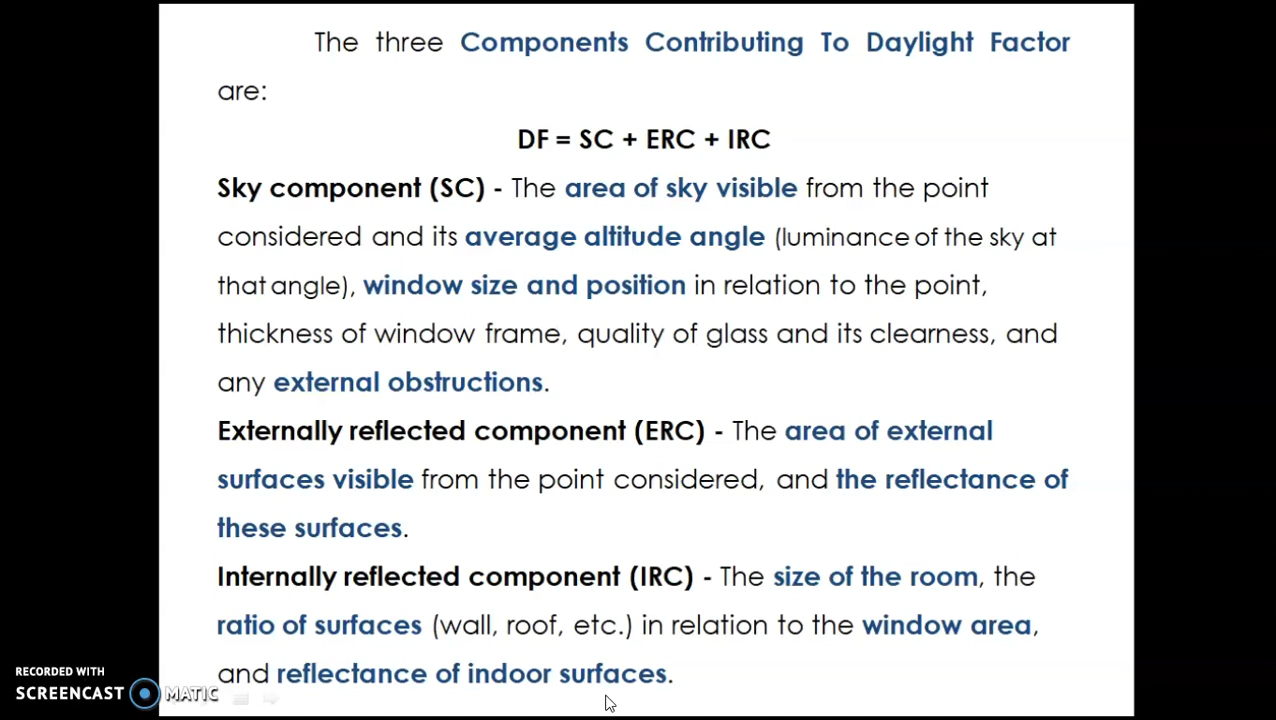 The three Components Contributing To Daylight Factor
are:
DF = SC + ERC + IRC
Sky component (SC) - The area of sky visible from the point
considered and its average altitude angle (luminance of the sky at
that angle), window size and position in relation to the point,
thickness of window frame, quality of glass and its clearness, and
any external obstructions.
Externally reflected component (ERC) - The area of external
surfaces visible from the point considered, and the reflectance of
these surfaces.
Internally reflected component (IRC) - The size of the room, the
ratio of surfaces (wall, roof, etc.) in relation to the window area,
and reflectance of indoor surfaces.
RECORDED WITH
SCREENCAST MATIC